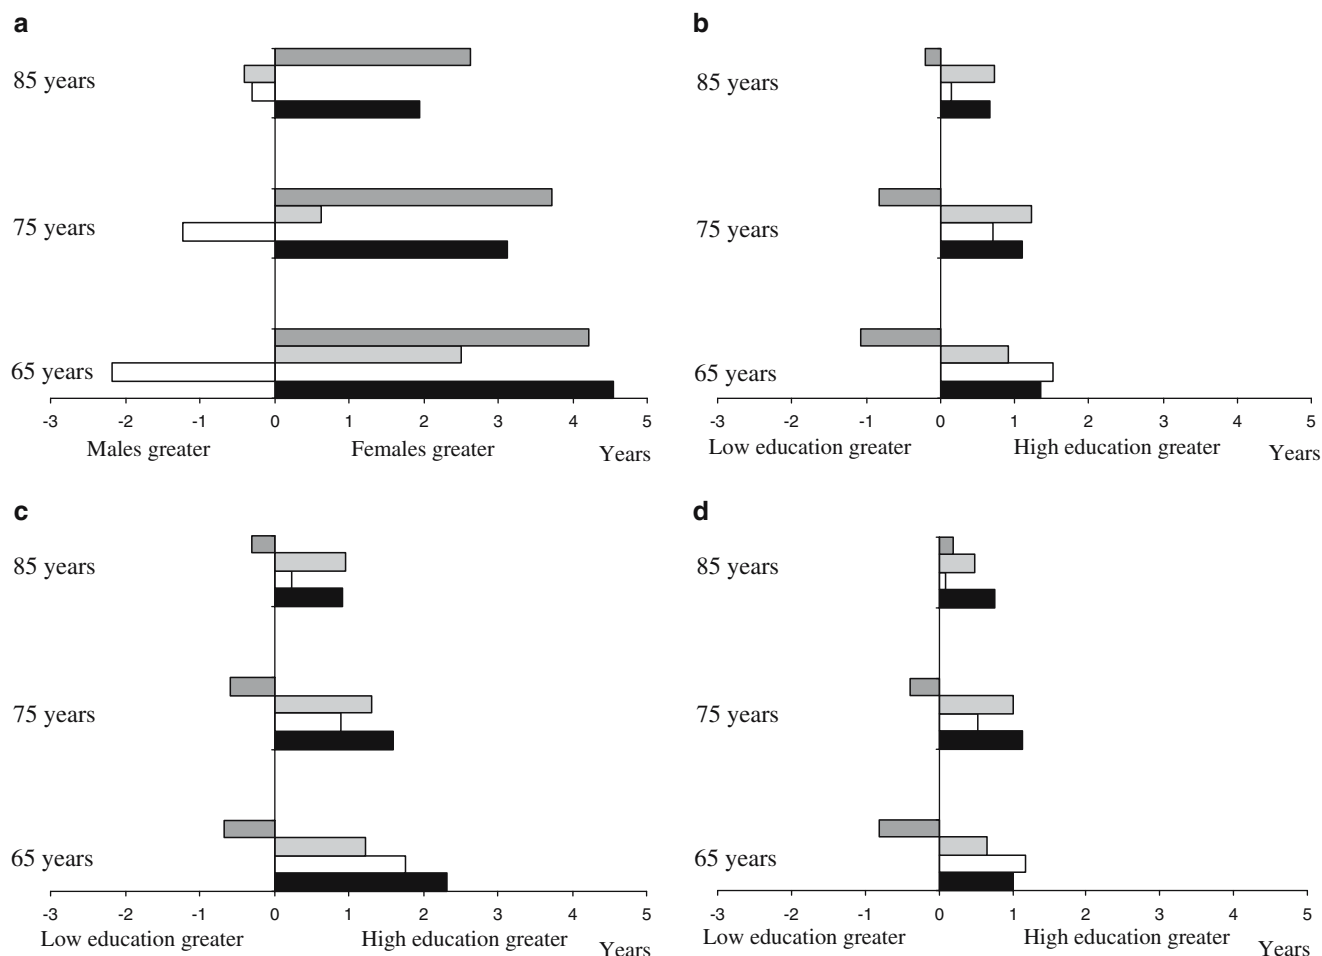 a
85 years
75 years
65 years
-3 -2 -1 0 1 2 3 4 5
Males greater Females greater Years
b
85 years
75 years
65 years
-3 -2 -1 0 1 2 3 4 5
Low education greater High education greater Years
c
85 years
75 years
65 years
-3 -2 -1 0 1 2 3 4 5
Low education greater High education greater Years
d
85 years
75 years
65 years
-3 -2 -1 0 1 2 3 4 5
Low education greater High education greater Years